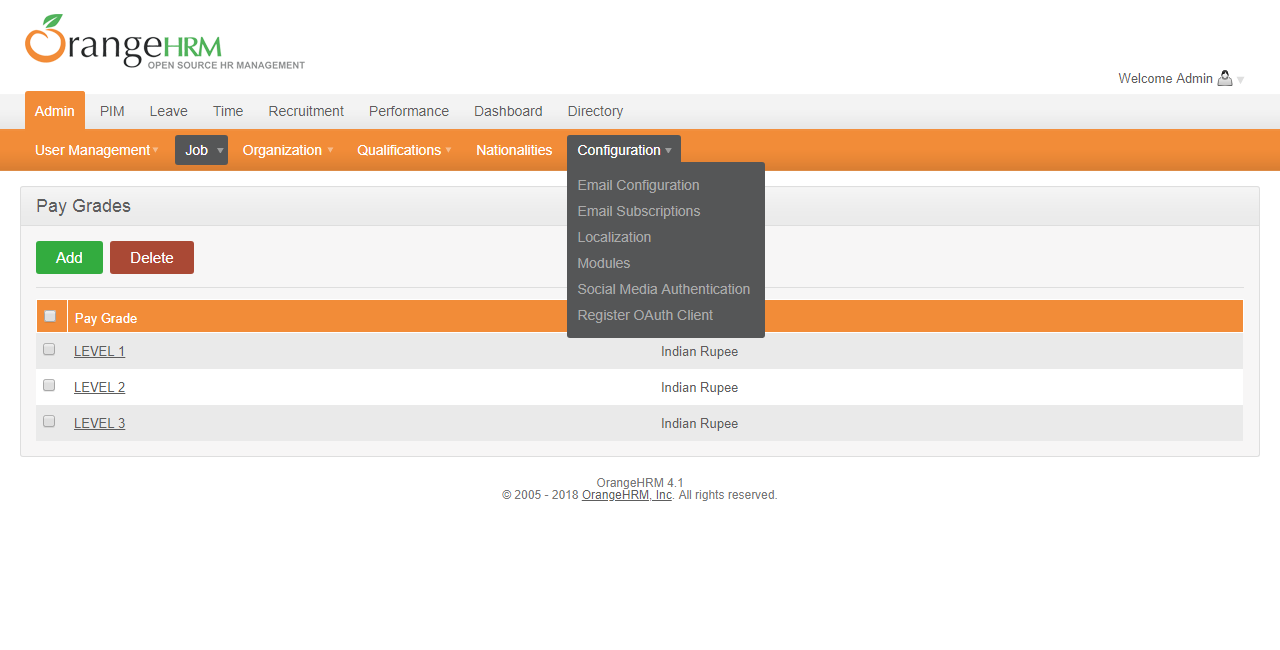 OrangeHRM
OPEN SOURCE HR MANAGEMENT
Welcome Admin
Admin PIM Leave Time Recruitment Performance Dashboard Directory
User Management Job Organization Qualifications Nationalities Configuration
Email Configuration
Email Subscriptions
Localization
Modules
Social Media Authentication
Register OAuth Client
Pay Grades
Add Delete
Pay Grade
LEVEL 1 Indian Rupee
LEVEL 2 Indian Rupee
LEVEL 3 Indian Rupee
OrangeHRM 4.1
© 2005 - 2018 OrangeHRM, Inc. All rights reserved.